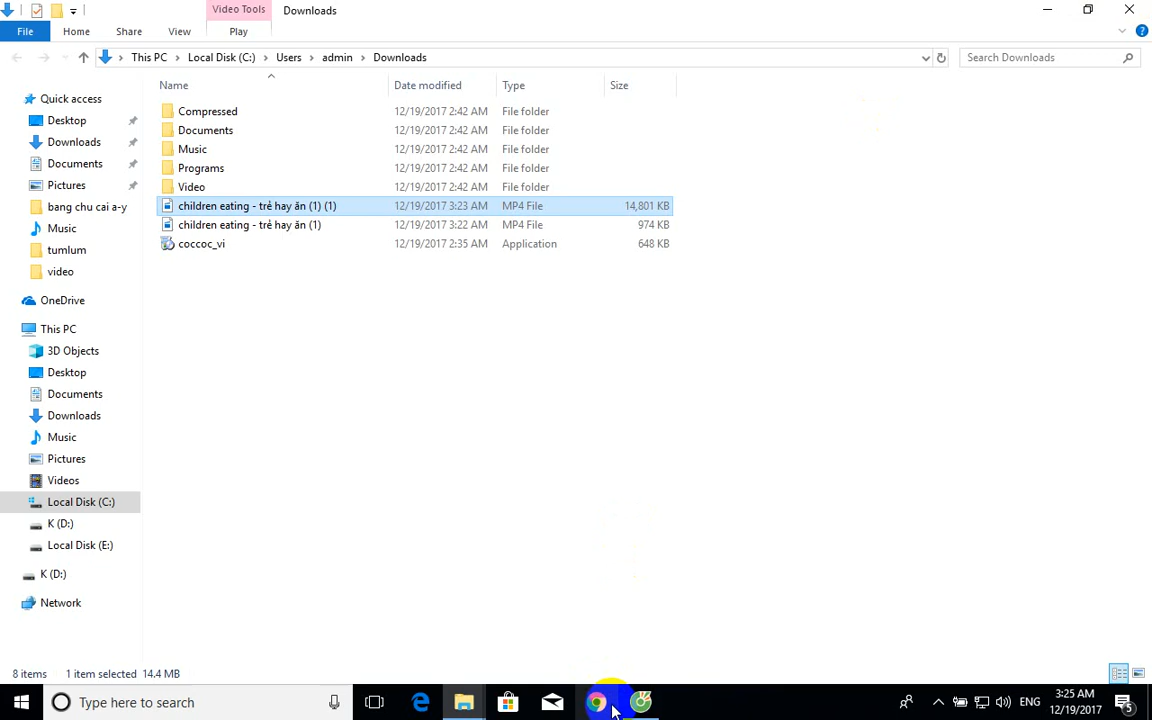 Video Tools
Downloads
File
Home
Share
View
Play
This PC
Local Disk (C:)
Users
admin
Downloads
Search Downloads
Name
Date modified
Type
Size
Quick access
Desktop
Downloads
Documents
Pictures
bang chu cai a-y
Music
tumlum
video
OneDrive
This PC
3D Objects
Desktop
Documents
Downloads
Music
Pictures
Videos
Local Disk (C:)
K (D:)
Local Disk (E:)
K (D:)
Network
Compressed 12/19/2017 2:42 AM File folder
Documents 12/19/2017 2:42 AM File folder
Music 12/19/2017 2:42 AM File folder
Programs 12/19/2017 2:42 AM File folder
Video 12/19/2017 2:42 AM File folder
children eating - trẻ hay ăn (1) (1) 12/19/2017 3:23 AM MP4 File 14,801 KB
children eating - trẻ hay ăn (1) 12/19/2017 3:22 AM MP4 File 974 KB
coccoc_vi 12/19/2017 2:35 AM Application 648 KB
8 items 1 item selected 14.4 MB
Type here to search
ENG
3:25 AM
12/19/2017
5